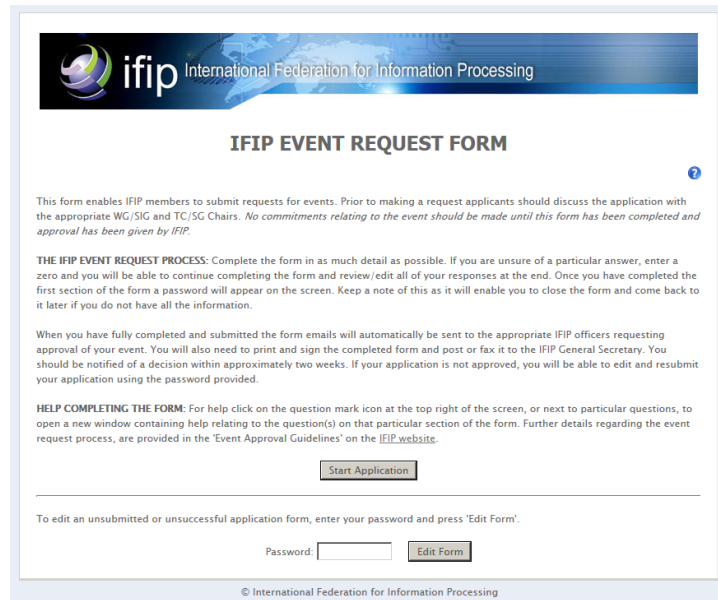 ifip International Federation for Information Processing
IFIP EVENT REQUEST FORM
?
This form enables IFIP members to submit requests for events. Prior to making a request applicants should discuss the application with
the appropriate WG/SIG and TC/SG Chairs. No commitments relating to the event should be made until this form has been completed and
approval has been given by IFIP.
THE IFIP EVENT REQUEST PROCESS: Complete the form in as much detail as possible. If you are unsure of a particular answer, enter a
zero and you will be able to continue completing the form and review/edit all of your responses at the end. Once you have completed the
first section of the form a password will appear on the screen. Keep a note of this as it will enable you to close the form and come back to
it later if you do not have all the information.
When you have fully completed and submitted the form emails will automatically be sent to the appropriate IFIP officers requesting
approval of your event. You will also need to print and sign the completed form and post or fax it to the IFIP General Secretary. You
should be notified of a decision within approximately two weeks. If your application is not approved, you will be able to edit and resubmit
your application using the password provided.
HELP COMPLETING THE FORM: For help click on the question mark icon at the top right of the screen, or next to particular questions, to
open a new window containing help relating to the question(s) on that particular section of the form. Further details regarding the event
request process, are provided in the 'Event Approval Guidelines' on the IFIP website.
Start Application
To edit an unsubmitted or unsuccessful application form, enter your password and press 'Edit Form'.
Password: Edit Form
© International Federation for Information Processing